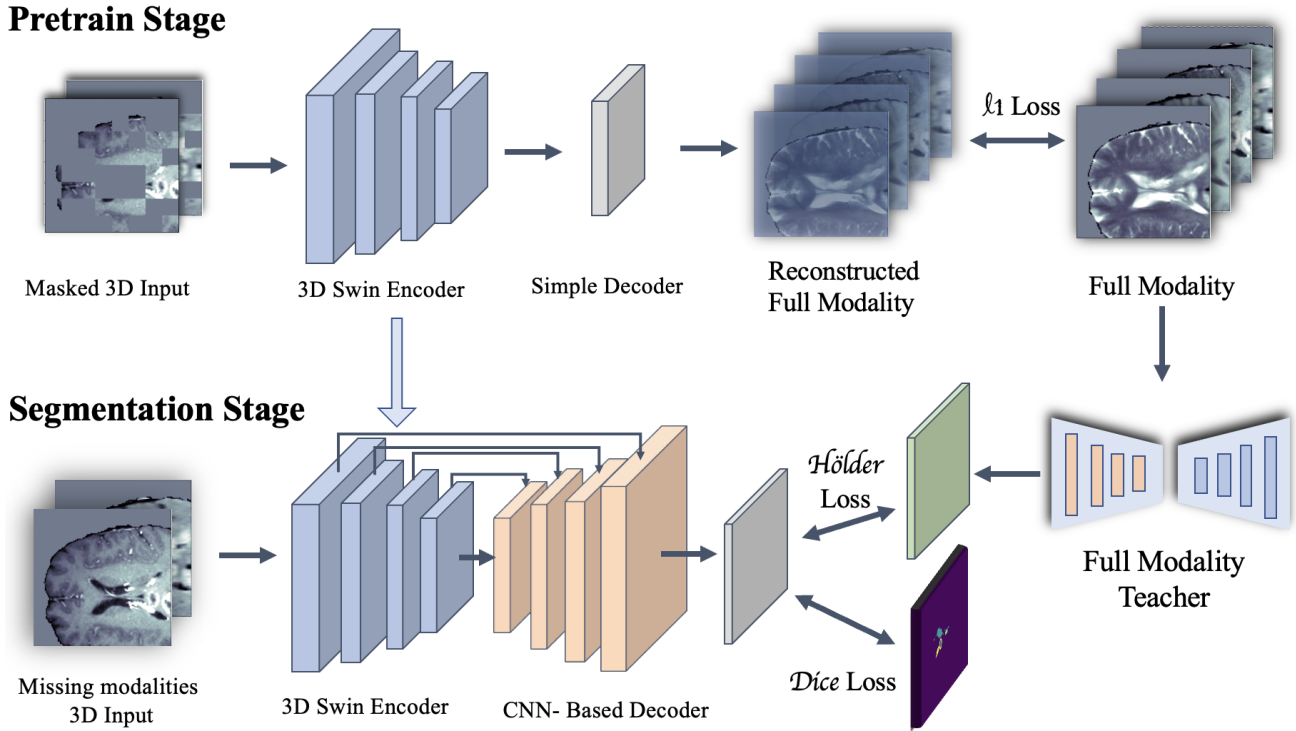 Pretrain Stage
ℓ1 Loss
Masked 3D Input
3D Swin Encoder
Simple Decoder
Reconstructed
Full Modality
Full Modality
Segmentation Stage
Hölder
Loss
Full Modality
Teacher
Missing modalities
3D Input
3D Swin Encoder
CNN- Based Decoder
Dice Loss